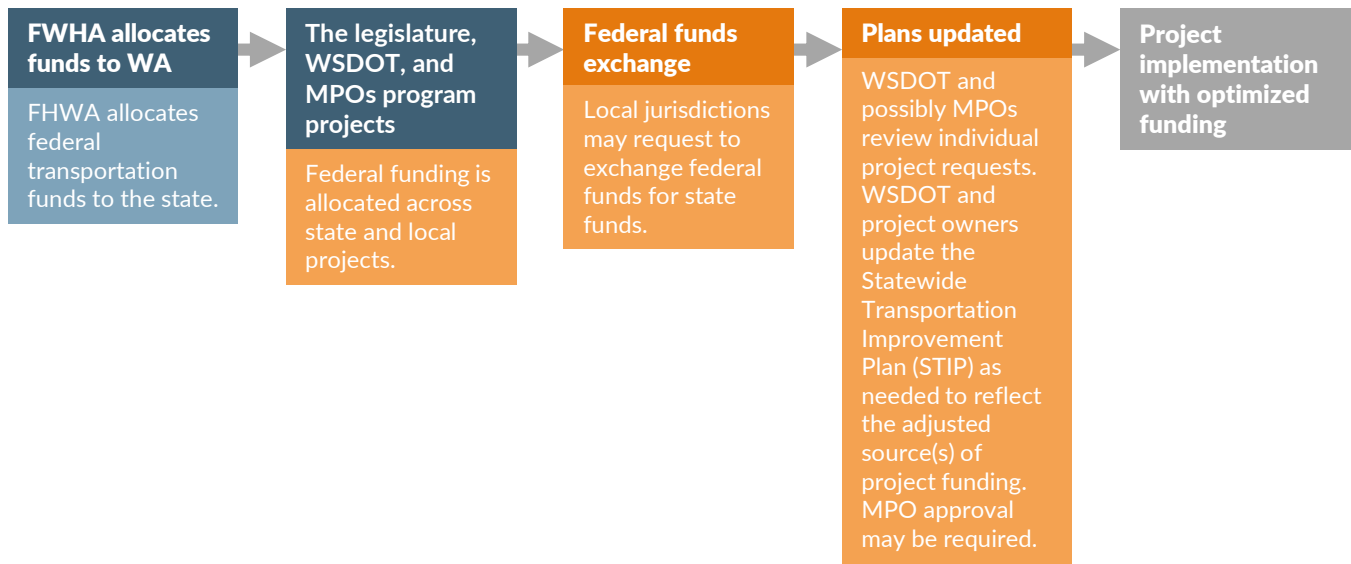 FWHA allocates
funds to WA
FHWA allocates
federal
transportation
funds to the state.
The legislature,
WSDOT, and
MPOs program
projects
Federal funding is
allocated across
state and local
projects.
Federal funds
exchange
Local jurisdictions
may request to
exchange federal
funds for state
funds.
Plans updated
WSDOT and
possibly MPOs
review individual
project requests.
WSDOT and
project owners
update the
Statewide
Transportation
Improvement
Plan (STIP) as
needed to reflect
the adjusted
source(s) of
project funding.
MPO approval
may be required.
Project
implementation
with optimized
funding